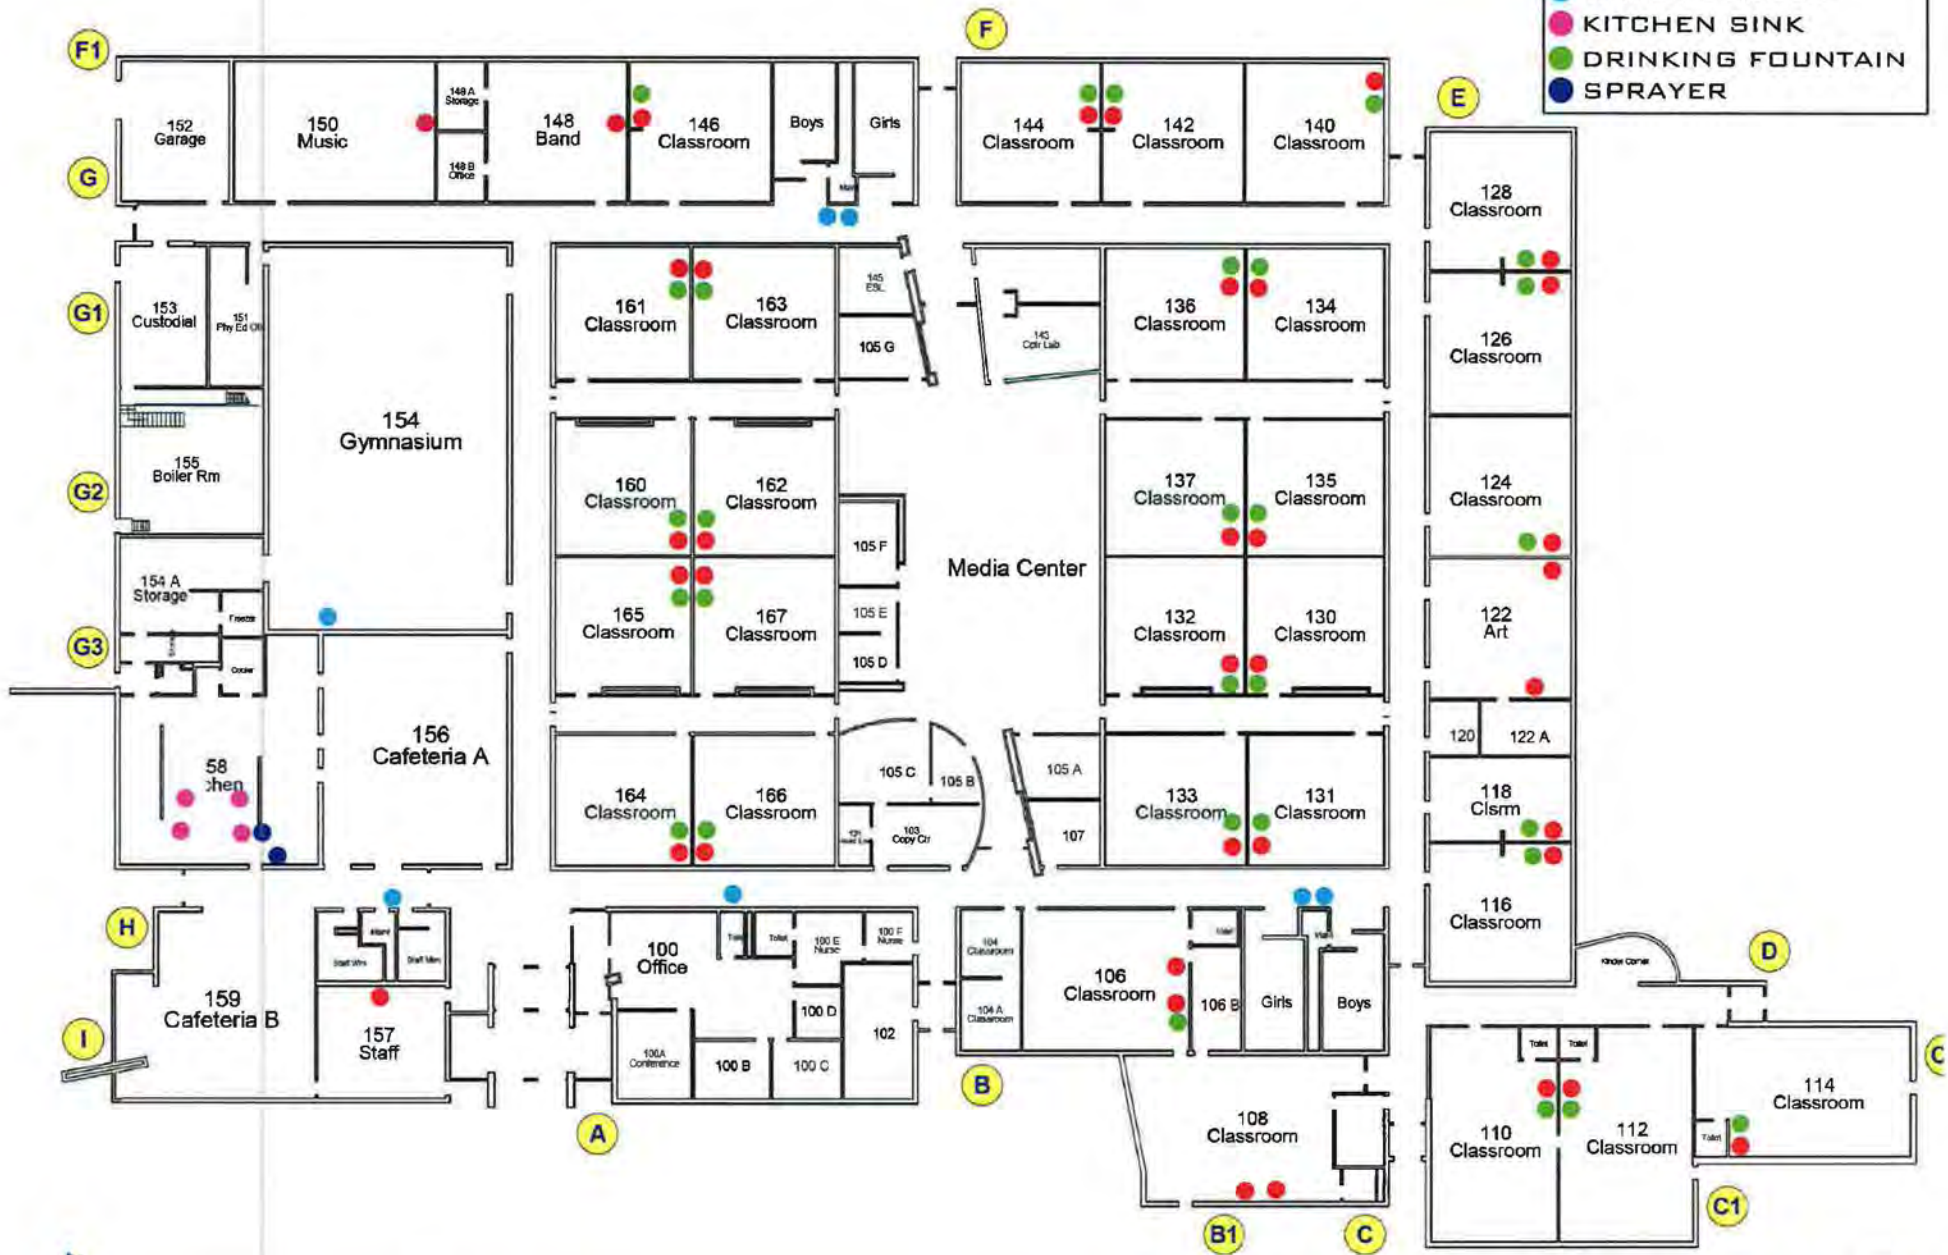 KITCHEN SINK
DRINKING FOUNTAIN
SPRAYER
F1
F
E
152
Garage
150
Music
148 A
Storage
148 B
Office
148
Band
146
Classroom
Boys
Girls
144
Classroom
142
Classroom
140
Classroom
G
128
Classroom
G1
153
Custodial
151
161
Classroom
163
Classroom
145
ESL
105 G
143
136
Classroom
134
Classroom
126
Classroom
154
Gymnasium
G2
155
Boiler Rm
160
Classroom
162
Classroom
105 F
Media Center
137
Classroom
135
Classroom
124
Classroom
154 A
Storage
Freezer
G3
Cooler
165
Classroom
167
Classroom
105 E
105 D
132
Classroom
130
Classroom
122
Art
120
122 A
156
Cafeteria A
58
chen
164
Classroom
166
Classroom
105 C
105 B
103
Copy Ctr
105 A
107
133
Classroom
131
Classroom
118
Clsrm
116
Classroom
H
Staff Men
100
Office
Toilet
100 E
Nurse
100 F
Nurse
104
Classroom
104 A
Classroom
106
Classroom
106 B
Girls
Boys
Kinder Corner
D
159
Cafeteria B
157
Staff
100A
Conference
100 B
100 C
100 D
102
I
A
B
108
Classroom
Toilet
Toilet
110
Classroom
112
Classroom
Toilet
114
Classroom
B1
C
C1